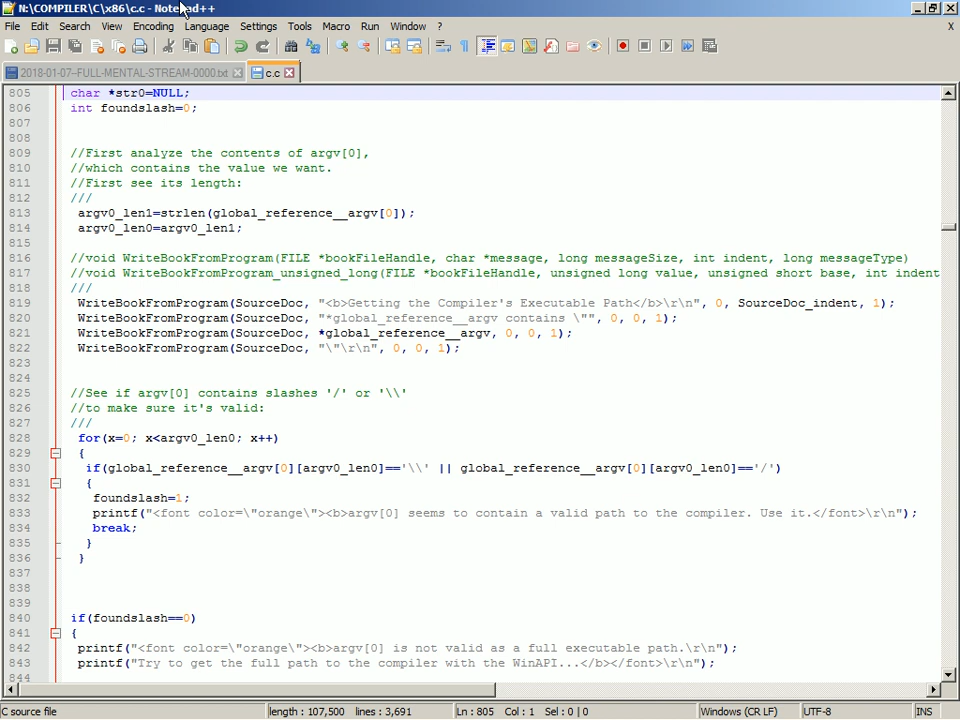 N:\COMPILER\C\x86\c.c - Notepad++
File Edit Search View Encoding Language Settings Tools Macro Run Window ? X
2018-01-07--FULL-MENTAL-STREAM-0000.txt c.c
805 char *str0=NULL;
806 int foundslash=0;
807
808
809 //First analyze the contents of argv[0],
810 //which contains the value we want.
811 //First see its length:
812 ///
813 argv0_len1=strlen(global_reference__argv[0]);
814 argv0_len0=argv0_len1;
815
816 //void WriteBookFromProgram(FILE *bookFileHandle, char *message, long messageSize, int indent, long messageType)
817 //void WriteBookFromProgram_unsigned_long(FILE *bookFileHandle, unsigned long value, unsigned short base, int indent
818 ///
819 WriteBookFromProgram(SourceDoc, "<b>Getting the Compiler's Executable Path</b>\r\n", 0, SourceDoc_indent, 1);
820 WriteBookFromProgram(SourceDoc, "*global_reference__argv contains \"", 0, 0, 1);
821 WriteBookFromProgram(SourceDoc, *global_reference__argv, 0, 0, 1);
822 WriteBookFromProgram(SourceDoc, "\"\r\n", 0, 0, 1);
823
824
825 //See if argv[0] contains slashes '/' or '\\'
826 //to make sure it's valid:
827 ///
828 for(x=0; x<argv0_len0; x++)
829 {
830 if(global_reference__argv[0][argv0_len0]=='\\' || global_reference__argv[0][argv0_len0]=='/')
831 {
832 foundslash=1;
833 printf("<font color=\"orange\"><b>argv[0] seems to contain a valid path to the compiler. Use it.</font>\r\n");
834 break;
835 }
836 }
837
838
839
840 if(foundslash==0)
841 {
842 printf("<font color=\"orange\"><b>argv[0] is not valid as a full executable path.\r\n");
843 printf("Try to get the full path to the compiler with the WinAPI...</b></font>\r\n");
844
C source file length : 107,500 lines : 3,691 Ln : 805 Col : 1 Sel : 0 | 0 Windows (CR LF) UTF-8 INS